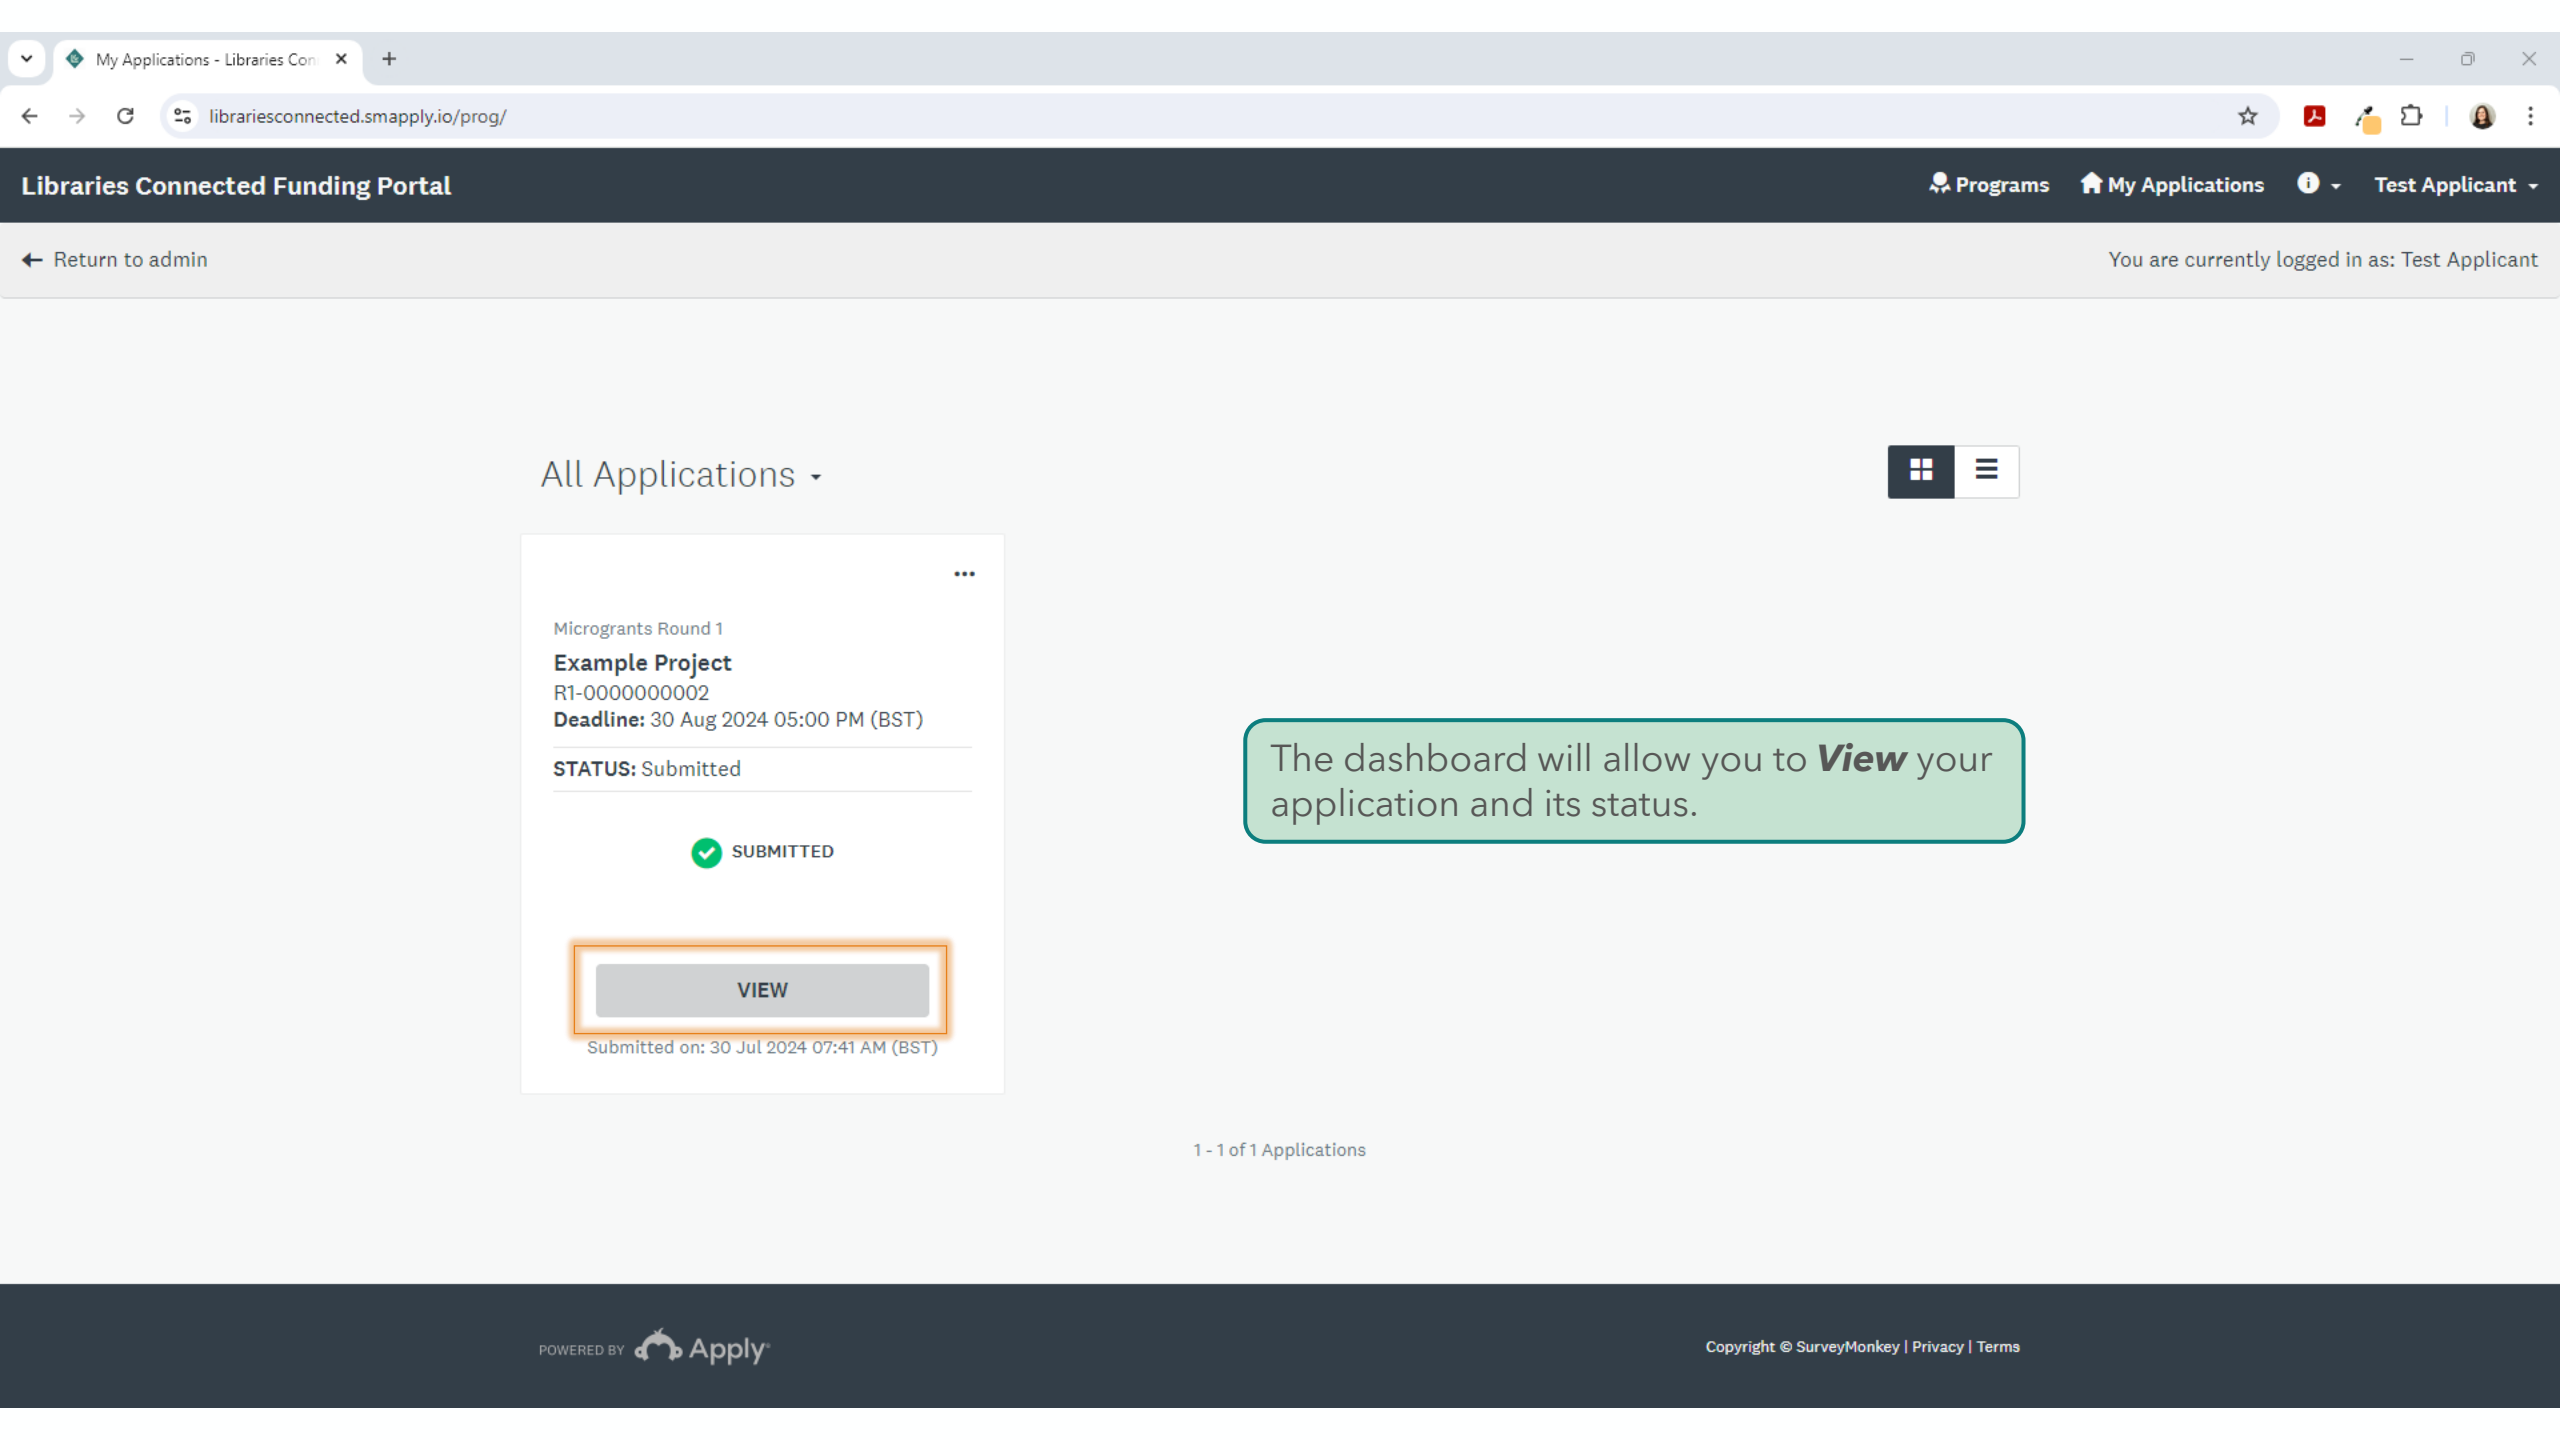 My Applications - Libraries Con
librariesconnected.smapply.io/prog/
Libraries Connected Funding Portal
Programs
My Applications
Test Applicant
Return to admin
You are currently logged in as: Test Applicant
All Applications
Microgrants Round 1
Example Project
R1-0000000002
Deadline: 30 Aug 2024 05:00 PM (BST)
STATUS: Submitted
SUBMITTED
VIEW
Submitted on: 30 Jul 2024 07:41 AM (BST)
The dashboard will allow you to View your
application and its status.
1 - 1 of 1 Applications
POWERED BY Apply
Copyright © SurveyMonkey | Privacy | Terms